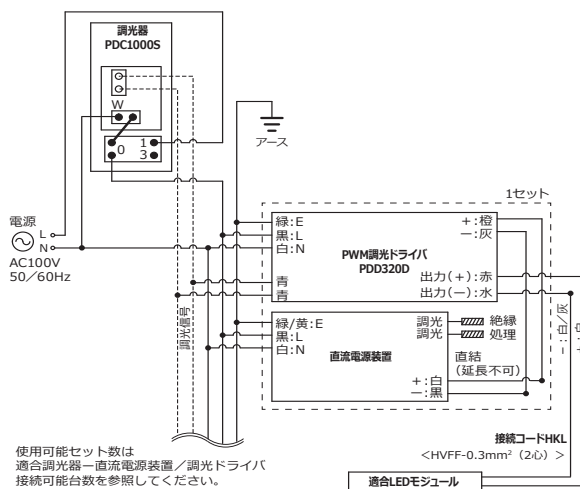 調光器
PDC1000S
W
0
1
3
アース
電源
L
N
AC100V
50／60Hz
1セット
緑:E
黒:L
白:N
青
青
PWM調光ドライバ
PDD320D
+:橙
−:灰
出力(+):赤
出力(−):水
調光信号
緑/黄:E
黒:L
白:N
直流電源装置
調光
調光
絶縁
処理
直結
(延長不可)
+:白
−:黒
−:白/灰
+:白
接続コードHKL
＜HVFF-0.3mm²（2心）＞
適合LEDモジュール
使用可能セット数は
適合調光器ー直流電源装置／調光ドライバ
接続可能台数を参照してください。